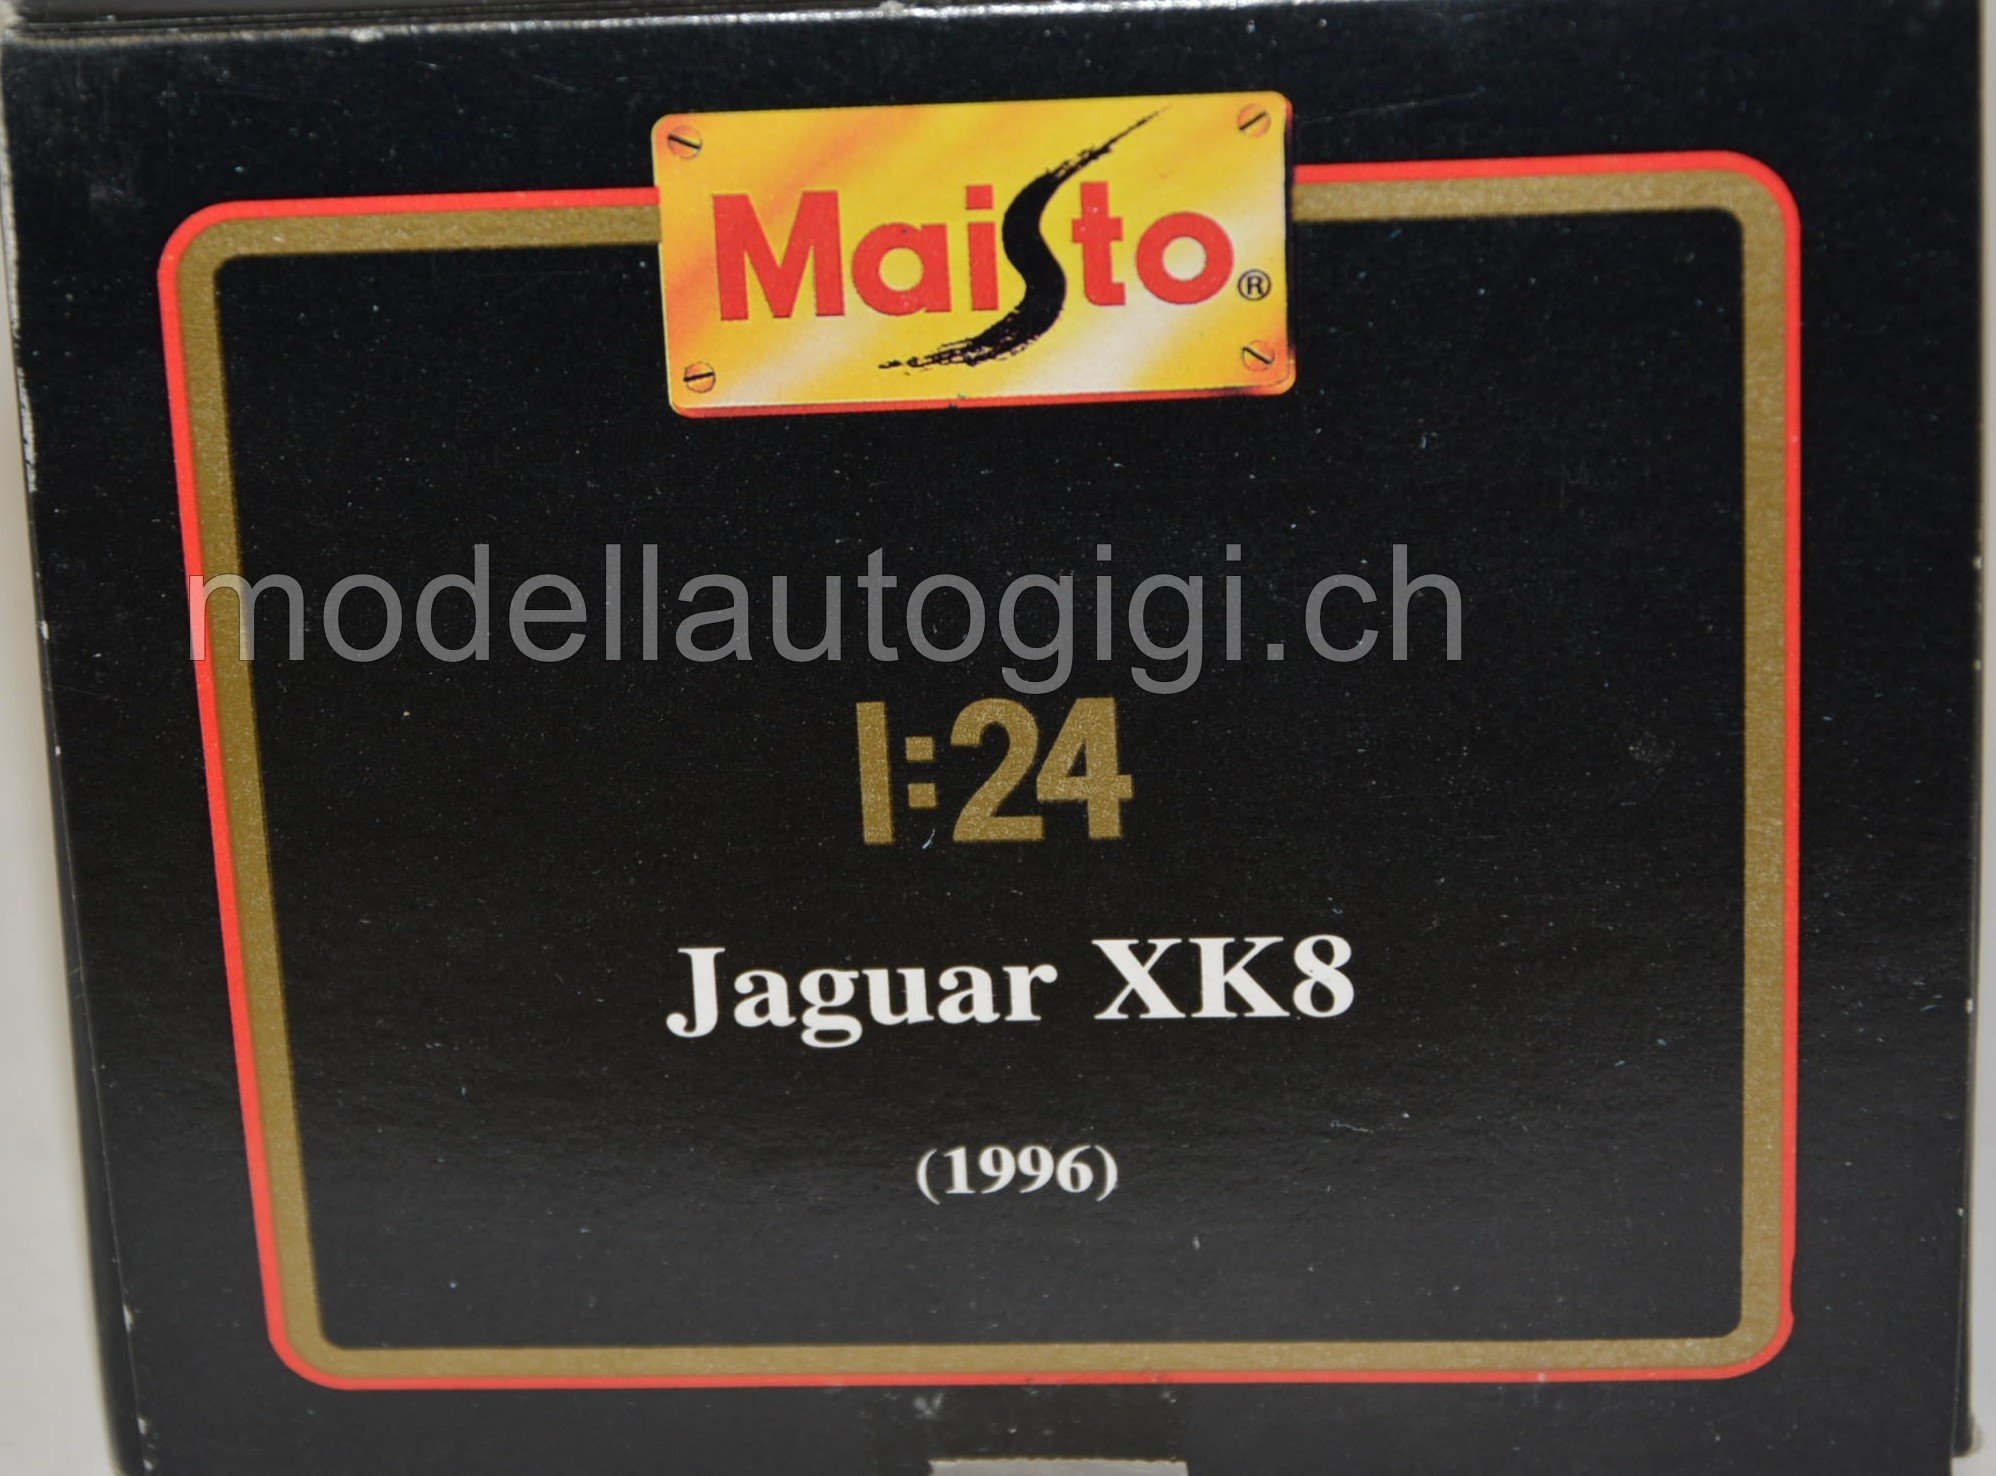 Maisto®
modellautogigi.ch
1:24
Jaguar XK8
(1996)